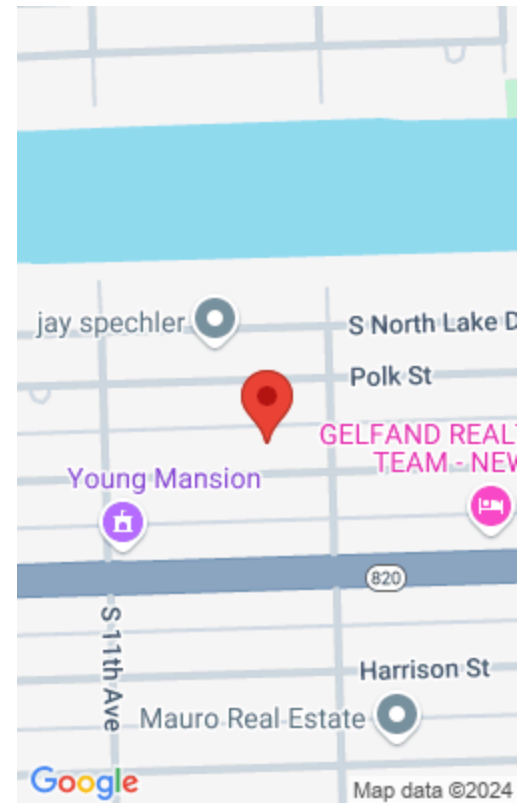 jay spechler
S North Lake D
Polk St
GELFAND REAL
TEAM - NEW
Young Mansion
820
S 11th Ave
Harrison St
Mauro Real Estate
Google
Map data ©2024